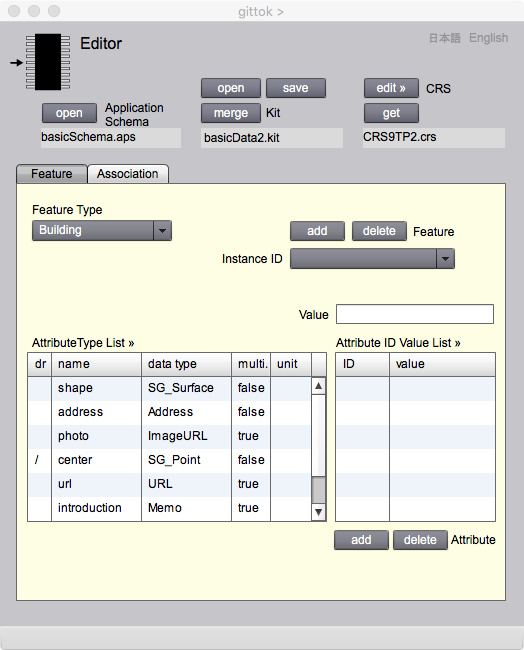 gittok >
Editor
日本語 English
open save edit » CRS
open Application
Schema
merge Kit get
basicSchema.aps basicData2.kit CRS9TP2.crs
Feature Association
Feature Type
Building add delete Feature
Instance ID
Value
AttributeType List » Attribute ID Value List »
dr name data type multi. unit ID value
shape SG_Surface false
address Address false
photo ImageURL true
/ center SG_Point false
url URL true
introduction Memo true
add delete Attribute